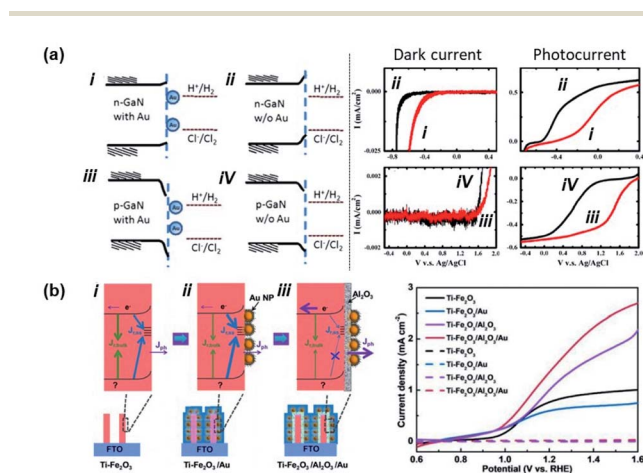 (a)
Dark current
Photocurrent
i
n-GaN
with Au
Au
Au
H⁺/H₂
Cl⁻/Cl₂
ii
n-GaN
w/o Au
H⁺/H₂
Cl⁻/Cl₂
iii
p-GaN
with Au
Au
Au
H⁺/H₂
Cl⁻/Cl₂
iV
p-GaN
w/o Au
H⁺/H₂
Cl⁻/Cl₂
I (mA/cm²)
0.000
-0.025
ii
i
-0.8 -0.4 0.0 0.4
0.5
0.0
ii
i
-0.4 0.0 0.4
I (mA/cm²)
0.002
0.000
-0.002
iV
iii
0.0 0.4 0.8 1.2 1.6 2.0
V v.s. Ag/AgCl
0.0
-0.2
-0.4
-0.6
iV
iii
-0.4 0.0 0.4 0.8 1.2 1.6 2.0
V v.s. Ag/AgCl
(b)
i
ii
iii
Au NP
Al₂O₃
e⁻
Jph
Jph
Jph
?
?
?
FTO
FTO
FTO
Ti-Fe₂O₃
Ti-Fe₂O₃/Au
Ti-Fe₂O₃/Al₂O₃/Au
Current density (mA cm⁻²)
3
2
1
0
Ti-Fe₂O₃
Ti-Fe₂O₃/Au
Ti-Fe₂O₃/Al₂O₃
Ti-Fe₂O₃/Al₂O₃/Au
Ti-Fe₂O₃
Ti-Fe₂O₃/Au
Ti-Fe₂O₃/Al₂O₃
Ti-Fe₂O₃/Al₂O₃/Au
0.6 0.8 1.0 1.2 1.4 1.6
Potential (V vs. RHE)